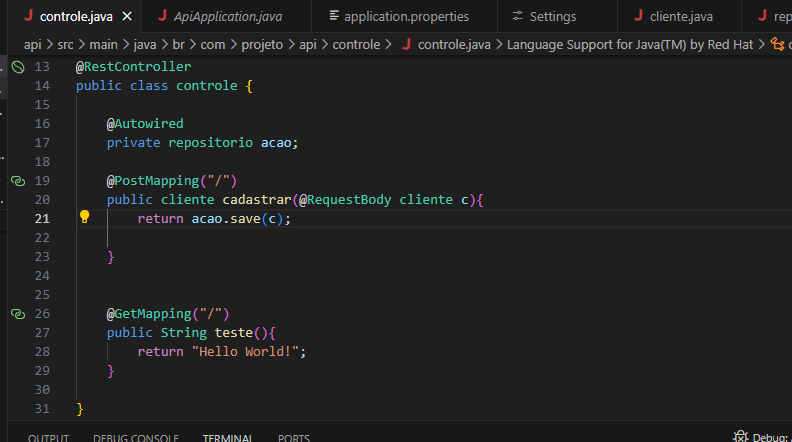 controle.java
ApiApplication.java
application.properties
Settings
cliente.java
api > src > main > java > br > com > projeto > api > controle > controle.java > Language Support for Java(TM) by Red Hat >
13 @RestController
14 public class controle {
15
16 @Autowired
17 private repositorio acao;
18
19 @PostMapping("/")
20 public cliente cadastrar(@RequestBody cliente c){
21 return acao.save(c);
22
23 }
24
25
26 @GetMapping("/")
27 public String teste(){
28 return "Hello World!";
29 }
30
31 }
OUTPUT DEBUG CONSOLE TERMINAL PORTS Debug: